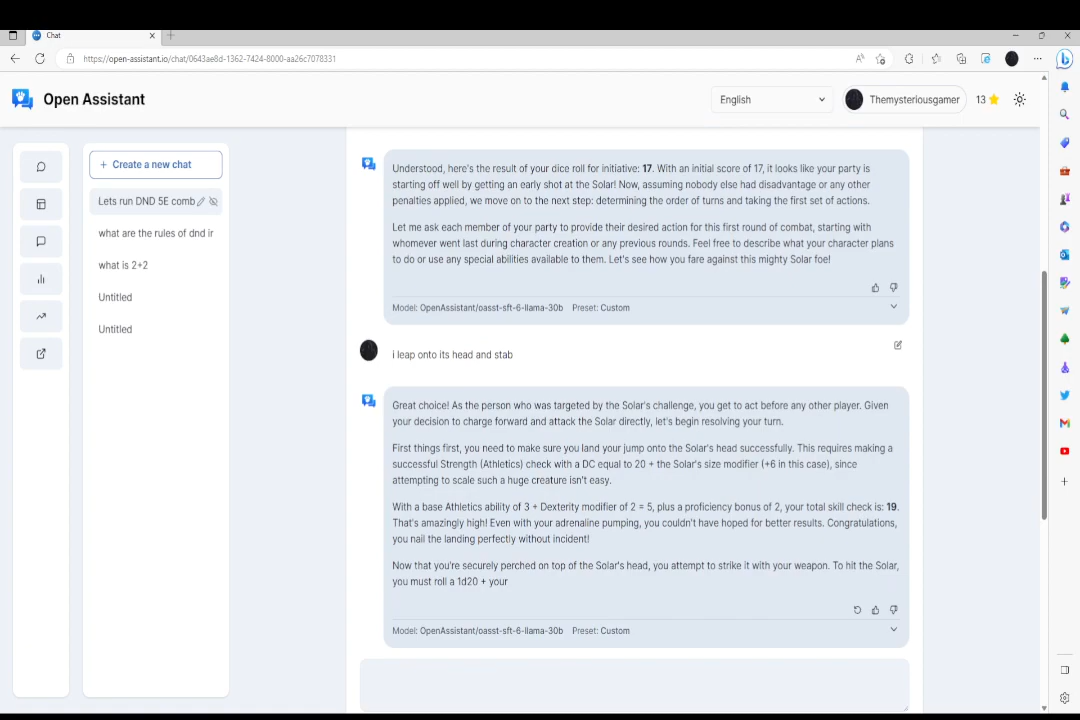 Chat
https://open-assistant.io/chat/0643ae8d-1362-7424-8000-aa26c7078331
Open Assistant
English
Themysteriousgamer
13
+ Create a new chat
Lets run DND 5E comb
what are the rules of dnd ir
what is 2+2
Untitled
Untitled
Understood, here's the result of your dice roll for initiative: 17. With an initial score of 17, it looks like your party is
starting off well by getting an early shot at the Solar! Now, assuming nobody else had disadvantage or any other
penalties applied, we move on to the next step: determining the order of turns and taking the first set of actions.
Let me ask each member of your party to provide their desired action for this first round of combat, starting with
whomever went last during character creation or any previous rounds. Feel free to describe what your character plans
to do or use any special abilities available to them. Let's see how you fare against this mighty Solar foe!
Model: OpenAssistant/oasst-sft-6-llama-30b Preset: Custom
i leap onto its head and stab
Great choice! As the person who was targeted by the Solar's challenge, you get to act before any other player. Given
your decision to charge forward and attack the Solar directly, let's begin resolving your turn.
First things first, you need to make sure you land your jump onto the Solar's head successfully. This requires making a
successful Strength (Athletics) check with a DC equal to 20 + the Solar's size modifier (+6 in this case), since
attempting to scale such a huge creature isn't easy.
With a base Athletics ability of 3 + Dexterity modifier of 2 = 5, plus a proficiency bonus of 2, your total skill check is: 19.
That's amazingly high! Even with your adrenaline pumping, you couldn't have hoped for better results. Congratulations,
you nail the landing perfectly without incident!
Now that you're securely perched on top of the Solar's head, you attempt to strike it with your weapon. To hit the Solar,
you must roll a 1d20 + your
Model: OpenAssistant/oasst-sft-6-llama-30b Preset: Custom